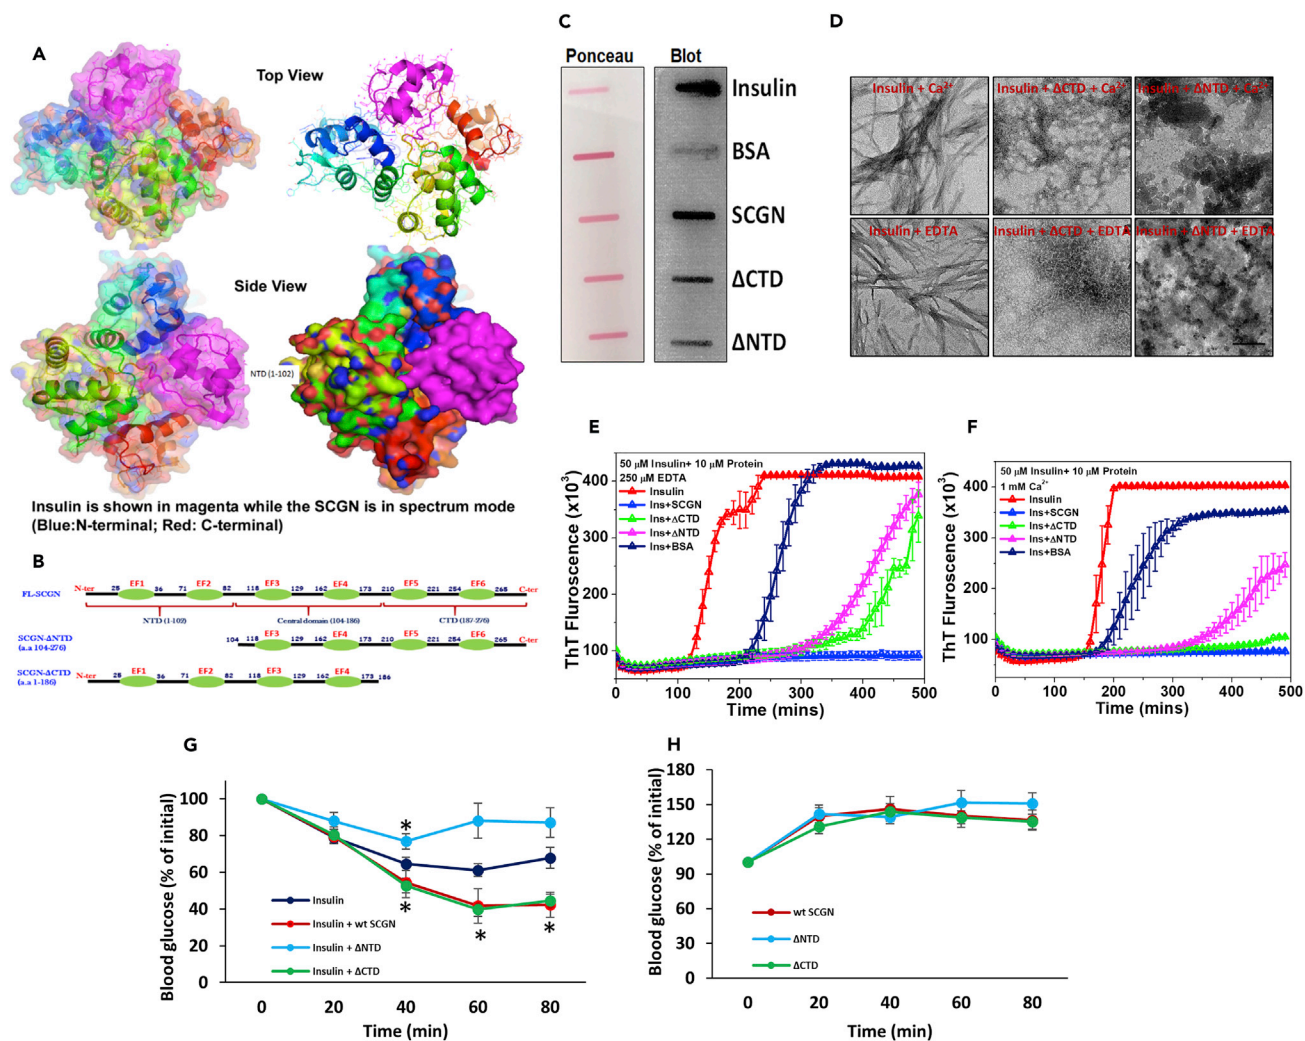 A
Top View
Side View
NTD (1-102)
Insulin is shown in magenta while the SCGN is in spectrum mode
(Blue:N-terminal; Red: C-terminal)
B
FL-SCGN
N-ter 25 EF1 36 71 EF2 82 118 EF3 129 162 EF4 173 210 EF5 221 254 EF6 265 C-ter
NTD (1-102) Central domain (104-186) CTD (187-276)
SCGN-ΔNTD
(a.a 104-276)
104 118 EF3 129 162 EF4 173 210 EF5 221 254 EF6 265 C-ter
SCGN-ΔCTD
(a.a 1-186)
N-ter 25 EF1 36 71 EF2 82 118 EF3 129 162 EF4 173 186
C
Ponceau Blot
Insulin
BSA
SCGN
ΔCTD
ΔNTD
D
Insulin + Ca²⁺ Insulin + ΔCTD + Ca²⁺ Insulin + ΔNTD + Ca²⁺
Insulin + EDTA Insulin + ΔCTD + EDTA Insulin + ΔNTD + EDTA
E
50 μM Insulin+ 10 μM Protein
250 μM EDTA
Insulin
Ins+SCGN
Ins+ΔCTD
Ins+ΔNTD
Ins+BSA
ThT Fluroscence (x10³)
400
300
200
100
0 100 200 300 400 500
Time (mins)
F
50 μM Insulin+ 10 μM Protein
1 mM Ca²⁺
Insulin
Ins+SCGN
Ins+ΔCTD
Ins+ΔNTD
Ins+BSA
ThT Fluroscence (x10³)
400
300
200
100
0 100 200 300 400 500
Time (mins)
G
Blood glucose (% of initial)
100
80
60
40
20
0
* * * *
Insulin
Insulin + wt SCGN
Insulin + ΔNTD
Insulin + ΔCTD
0 20 40 60 80
Time (min)
H
Blood glucose (% of initial)
180
150
120
90
60
30
0
wt SCGN
ΔNTD
ΔCTD
0 20 40 60 80
Time (min)